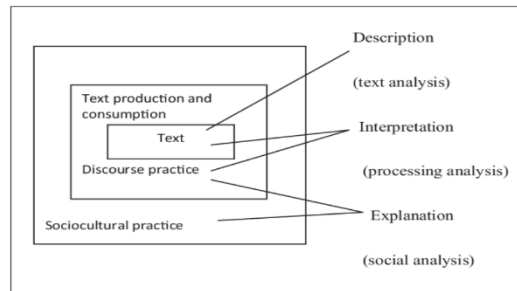 Description
(text analysis)
Text production and
consumption
Text
Interpretation
Discourse practice
(processing analysis)
Explanation
Sociocultural practice
(social analysis)